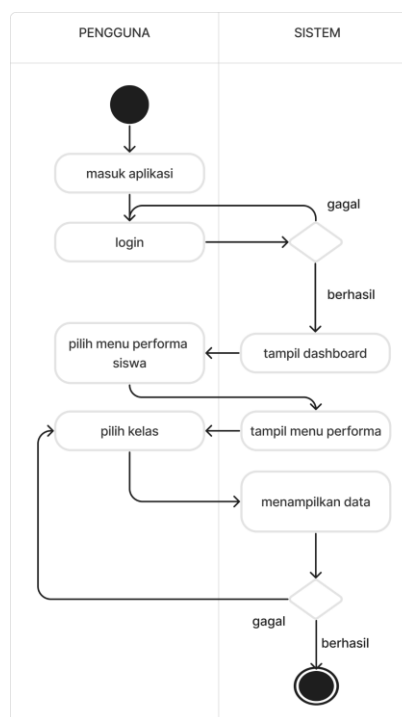 PENGGUNA
SISTEM
masuk aplikasi
gagal
login
berhasil
pilih menu performa
siswa
tampil dashboard
pilih kelas
tampil menu performa
menampilkan data
gagal
berhasil